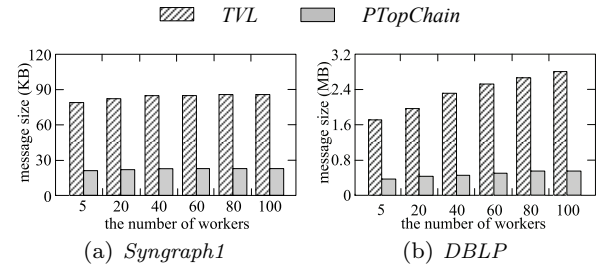 TVL PTopChain
message size (KB)
120
90
60
30
0
5 20 40 60 80 100
the number of workers
(a) Syngraph1
message size (MB)
3.2
2.4
1.6
0.8
0
5 20 40 60 80 100
the number of workers
(b) DBLP